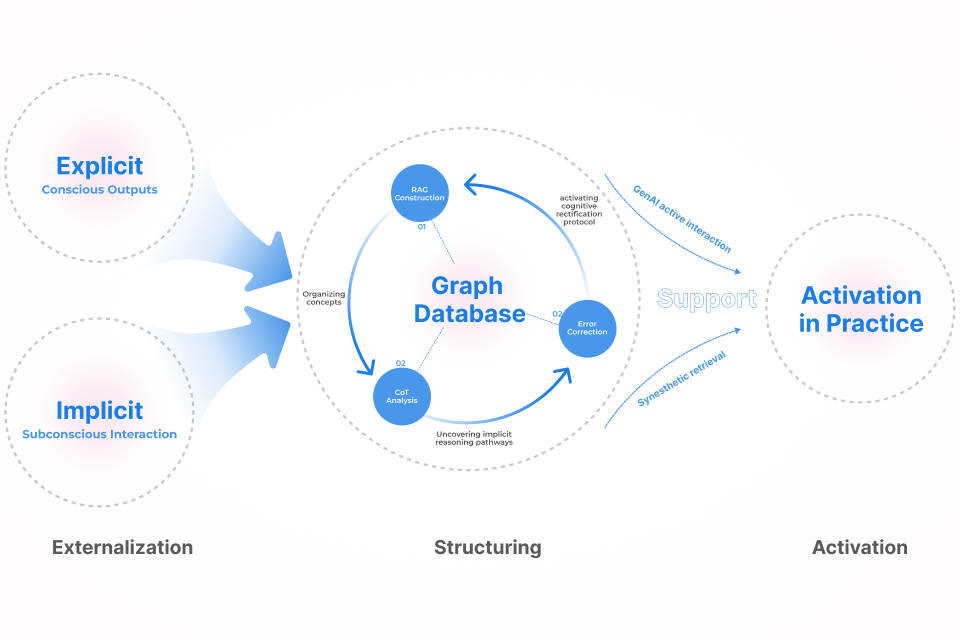 Explicit
Conscious Outputs
Implicit
Subconscious Interaction
RAG
Construction
01
Organizing
concepts
activating
cognitive
rectification
protocol
Graph
Database
02
Error
Correction
02
CoT
Analysis
Uncovering implicit
reasoning pathways
GenAI active interaction
Support
Synesthetic retrieval
Activation
in Practice
Externalization
Structuring
Activation